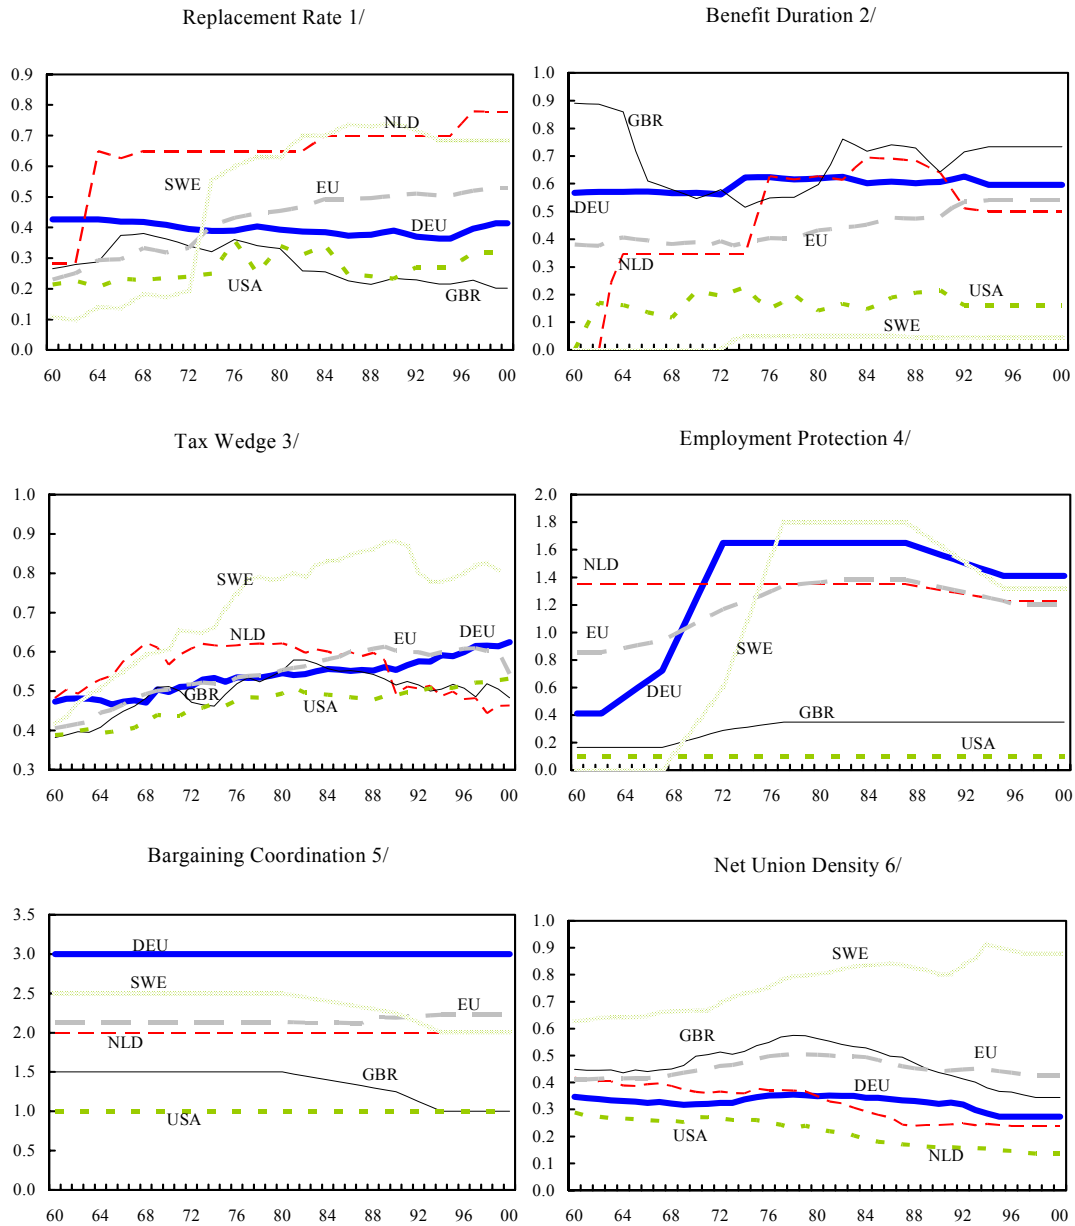 Replacement Rate 1/
0.9
0.8
0.7
0.6
0.5
0.4
0.3
0.2
0.1
0.0
NLD
SWE
EU
DEU
USA
GBR
60 64 68 72 76 80 84 88 92 96 00
Benefit Duration 2/
1.0
0.9
0.8
0.7
0.6
0.5
0.4
0.3
0.2
0.1
0.0
GBR
DEU
EU
NLD
USA
SWE
60 64 68 72 76 80 84 88 92 96 00
Tax Wedge 3/
1.0
0.9
0.8
0.7
0.6
0.5
0.4
0.3
SWE
NLD
EU
DEU
GBR
USA
60 64 68 72 76 80 84 88 92 96 00
Employment Protection 4/
2.0
1.8
1.6
1.4
1.2
1.0
0.8
0.6
0.4
0.2
0.0
NLD
EU
SWE
DEU
GBR
USA
60 64 68 72 76 80 84 88 92 96 00
Bargaining Coordination 5/
3.5
3.0
2.5
2.0
1.5
1.0
0.5
0.0
DEU
SWE
EU
NLD
GBR
USA
60 64 68 72 76 80 84 88 92 96 00
Net Union Density 6/
1.0
0.9
0.8
0.7
0.6
0.5
0.4
0.3
0.2
0.1
0.0
SWE
GBR
EU
DEU
USA
NLD
60 64 68 72 76 80 84 88 92 96 00